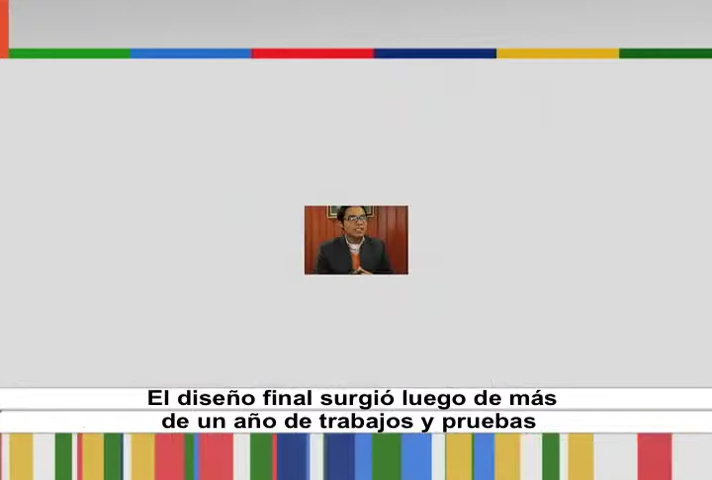 El diseño final surgió luego de más
de un año de trabajos y pruebas